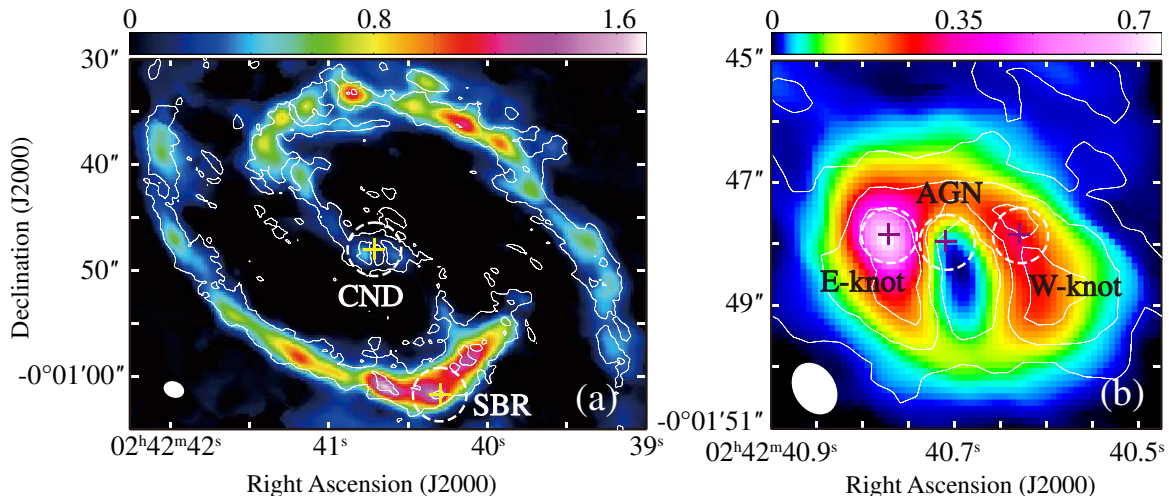 0 0.8 1.6
30″
40″
50″
-0°01′00″
Declination (J2000)
CND
SBR
(a)
02ʰ42ᵐ42ˢ 41ˢ 40ˢ 39ˢ
Right Ascension (J2000)
0 0.35 0.7
45″
47″
49″
-0°01′51″
AGN
E-knot
W-knot
(b)
02ʰ42ᵐ40.9ˢ 40.7ˢ 40.5ˢ
Right Ascension (J2000)